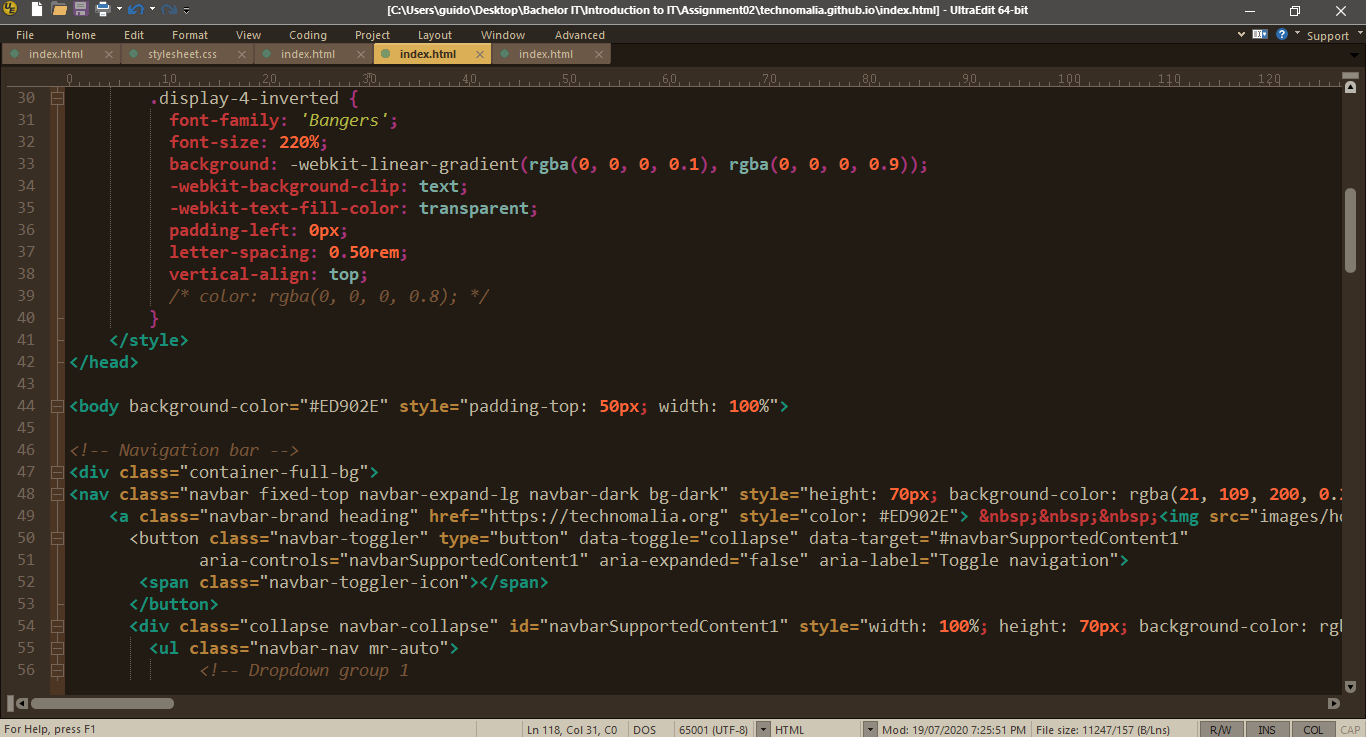 [C:\Users\guido\Desktop\Bachelor IT\Introduction to IT\Assignment02\technomalia.github.io\index.html] - UltraEdit 64-bit
File Home Edit Format View Coding Project Layout Window Advanced Support
index.html stylesheet.css index.html index.html index.html
0 10 20 30 40 50 60 70 80 90 100 110 120
30 .display-4-inverted {
31 font-family: 'Bangers';
32 font-size: 220%;
33 background: -webkit-linear-gradient(rgba(0, 0, 0, 0.1), rgba(0, 0, 0, 0.9));
34 -webkit-background-clip: text;
35 -webkit-text-fill-color: transparent;
36 padding-left: 0px;
37 letter-spacing: 0.50rem;
38 vertical-align: top;
39 /* color: rgba(0, 0, 0, 0.8); */
40 }
41 </style>
42 </head>
43
44 <body background-color="#ED902E" style="padding-top: 50px; width: 100%">
45
46 <!-- Navigation bar -->
47 <div class="container-full-bg">
48 <nav class="navbar fixed-top navbar-expand-lg navbar-dark bg-dark" style="height: 70px; background-color: rgba(21, 109, 200, 0.
49 <a class="navbar-brand heading" href="https://technomalia.org" style="color: #ED902E"> &nbsp;&nbsp;&nbsp;<img src="images/h
50 <button class="navbar-toggler" type="button" data-toggle="collapse" data-target="#navbarSupportedContent1"
51 aria-controls="navbarSupportedContent1" aria-expanded="false" aria-label="Toggle navigation">
52 <span class="navbar-toggler-icon"></span>
53 </button>
54 <div class="collapse navbar-collapse" id="navbarSupportedContent1" style="width: 100%; height: 70px; background-color: rg
55 <ul class="navbar-nav mr-auto">
56 <!-- Dropdown group 1
For Help, press F1 Ln 118, Col 31, C0 DOS 65001 (UTF-8) HTML Mod: 19/07/2020 7:25:51 PM File size: 11247/157 (B/Lns) R/W INS COL CAP